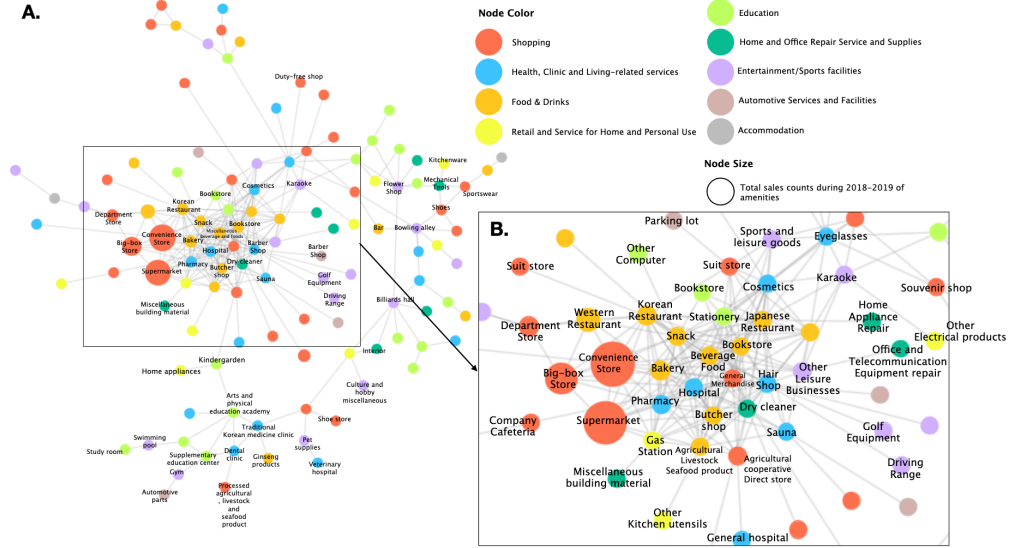 A.
Node Color
Shopping
Health, Clinic and Living-related services
Food & Drinks
Retail and Service for Home and Personal Use
Education
Home and Office Repair Service and Supplies
Entertainment/Sports facilities
Automotive Services and Facilities
Accommodation
Node Size
Total sales counts during 2018~2019 of
amenities
Duty-free shop
Kitchenware
Flower
Shop
Mechanical
Tools
Sportswear
Shoes
Bar
Bowling alley
Cosmetics
Karaoke
Bookstore
Korean
Restaurant
Department
Store
Snack
Bookstore
Miscellaneous
Beverage and foods
Convenience
Store
Big-box
Store
Bakery
Hospital
Barber
Shop
Barber
Shop
Supermarket
Pharmacy
Butcher
shop
Dry cleaner
Sauna
Golf
Equipment
Driving
Range
Miscellaneous
building material
Billiards hall
Interior
Kindergarden
Home appliances
Culture and
hobby
miscellaneous
Arts and
physical
education academy
Traditional
Korean medicine clinic
Shoe store
Swimming
pool
Study room
Supplementary
education center
Dental
clinic
Ginseng
products
Pet
supplies
Veterinary
hospital
Gym
Automotive
parts
Processed
agricultural
, livestock
and
seafood
product
B.
Parking lot
Sports and
leisure goods
Eyeglasses
Other
Computer
Suit store
Suit store
Cosmetics
Karaoke
Souvenir shop
Bookstore
Korean
Restaurant
Western
Restaurant
Stationery
Japanese
Restaurant
Home
Appliance
Repair
Department
Store
Snack
Bookstore
Other
Electrical products
Office and
Telecommunication
Equipment repair
Convenience
Store
Beverage
Food
Big-box
Store
Bakery
General
Merchandise
Hair
Shop
Other
Leisure
Businesses
Hospital
Pharmacy
Supermarket
Butcher
shop
Dry cleaner
Company
Cafeteria
Sauna
Golf
Equipment
Gas
Station
Agricultural
Livestock
Seafood product
Agricultural
cooperative
Direct store
Driving
Range
Miscellaneous
building material
Other
Kitchen utensils
General hospital